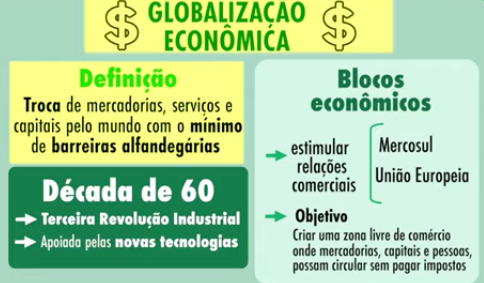 $ GLOBALIZAÇAO $
ECONÔMIĆA
Definição
Troca de mercadorias, serviços e
capitais pelo mundo com o mínimo
de barreiras alfandegárias
Década de 60
→ Terceira Revolução Industrial
→ Apoiada pelas novas tecnologias
Blocos
econômicos
→ estimular
relações
comerciais
Mercosul
União Europeia
→ Objetivo
Criar uma zona livre de comércio
onde mercadorias, capitais e pessoas,
possam circular sem pagar impostos